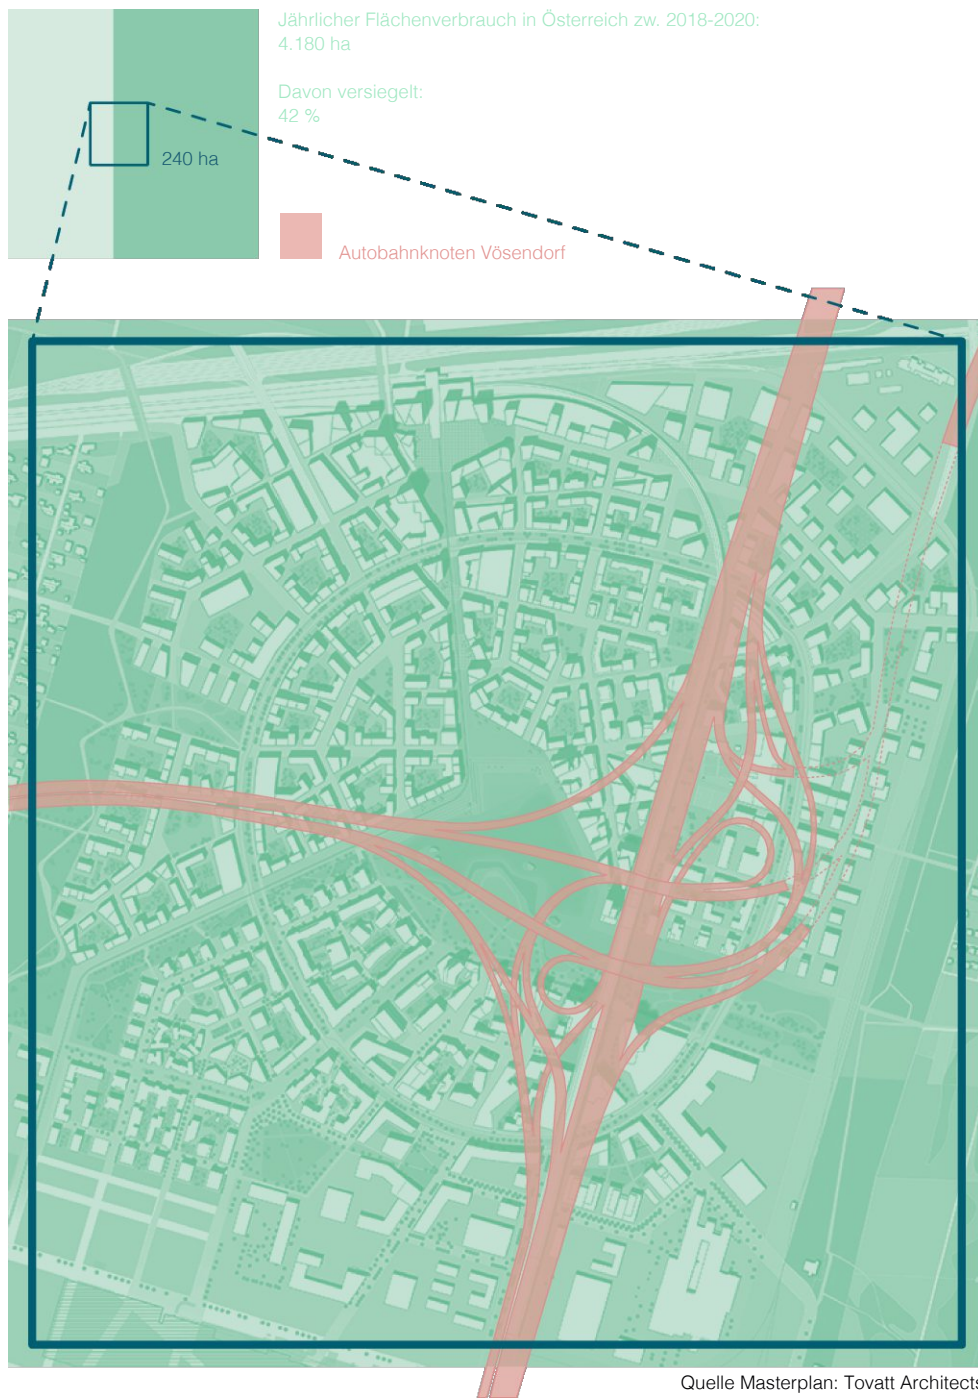 Jährlicher Flächenverbrauch in Österreich zw. 2018-2020:
4.180 ha
Davon versiegelt:
42 %
240 ha
Autobahnknoten Vösendorf
Quelle Masterplan: Tovatt Architects